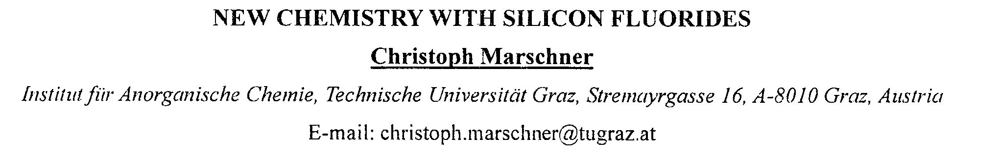 NEW CHEMISTRY WITH SILICON FLUORIDES
Christoph Marschner
Institut für Anorganische Chemie, Technische Universität Graz, Stremayrgasse 16, A-8010 Graz, Austria
E-mail: christoph.marschner@tugraz.at